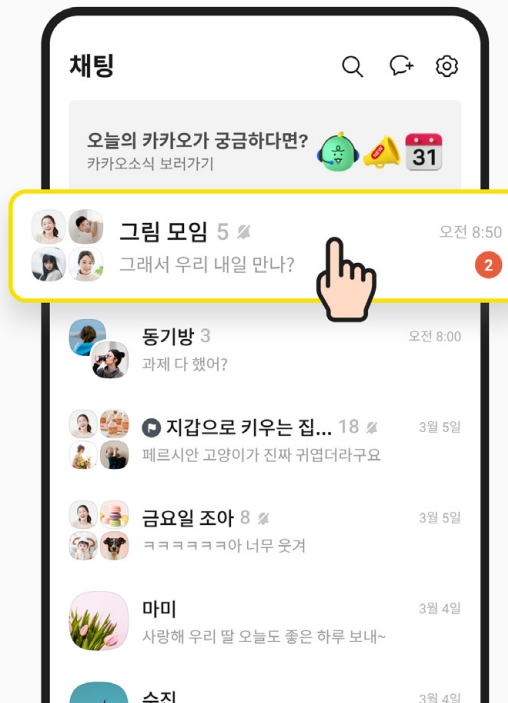 채팅
오늘의 카카오가 궁금하다면?
카카오소식 보러가기
31
그림 모임 5
오전 8:50
그래서 우리 내일 만나?
2
동기방 3
오전 8:00
과제 다 했어?
지갑으로 키우는 집... 18
3월 5일
페르시안 고양이가 진짜 귀엽더라구요
금요일 조아 8
3월 5일
ㅋㅋㅋㅋㅋㅋ아 너무 웃겨
마미
3월 4일
사랑해 우리 딸 오늘도 좋은 하루 보내~
수진
3월 4일